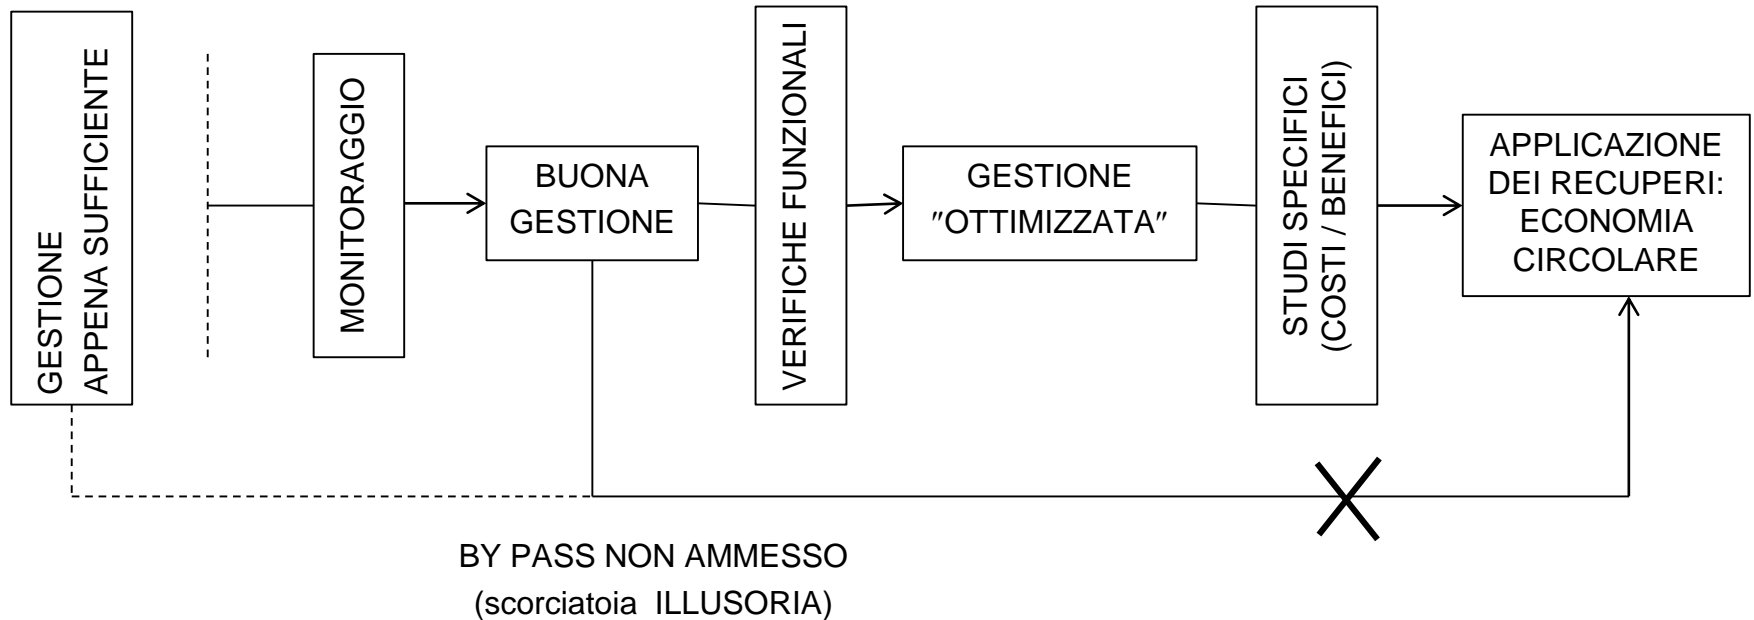 GESTIONE
APPENA SUFFICIENTE
MONITORAGGIO
BUONA
GESTIONE
VERIFICHE FUNZIONALI
GESTIONE
″OTTIMIZZATA″
STUDI SPECIFICI
(COSTI / BENEFICI)
APPLICAZIONE
DEI RECUPERI:
ECONOMIA
CIRCOLARE
BY PASS NON AMMESSO
(scorciatoia ILLUSORIA)